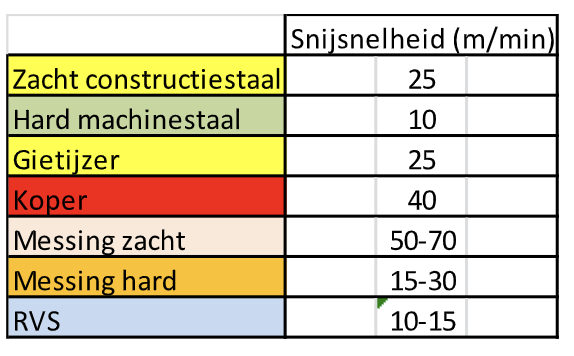 Snijsnelheid (m/min)
Zacht constructiestaal 25
Hard machinestaal 10
Gietijzer 25
Koper 40
Messing zacht 50-70
Messing hard 15-30
RVS 10-15